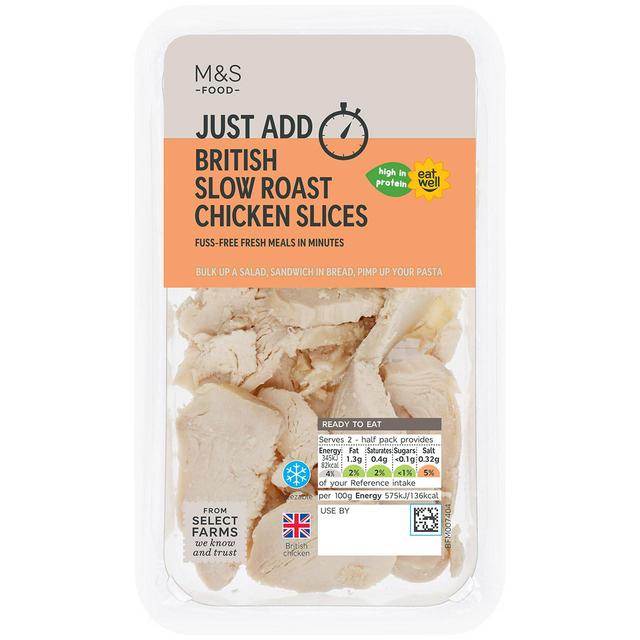 M&S
-FOOD-
JUST ADD
BRITISH
SLOW ROAST
CHICKEN SLICES
FUSS-FREE FRESH MEALS IN MINUTES
high in
protein
eat
well
BULK UP A SALAD, SANDWICH IN BREAD, PIMP UP YOUR PASTA
READY TO EAT
Serves 2 - half pack provides
Energy Fat Saturates Sugars Salt
345kJ 1.3g 0.4g <0.1g 0.32g
82kcal
4% 2% 2% <1% 5%
of your Reference intake
per 100g Energy 575kJ/136kcal
USE BY
British
chicken
FROM
SELECT
FARMS
we know
and trust
BFM007404